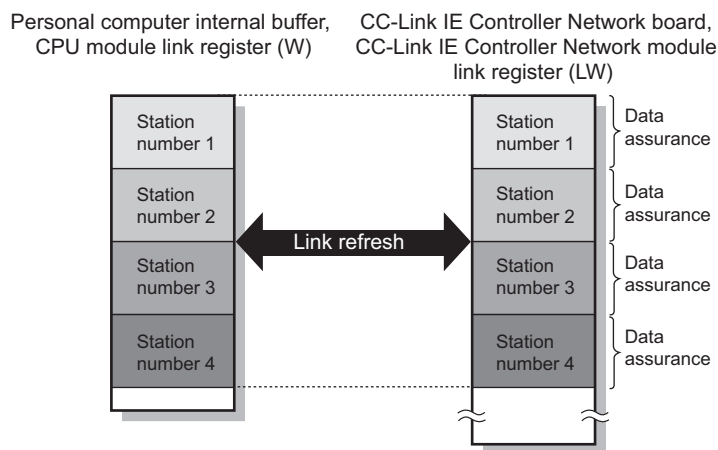 Personal computer internal buffer,
CPU module link register (W)
CC-Link IE Controller Network board,
CC-Link IE Controller Network module
link register (LW)
Station
number 1
Station
number 2
Station
number 3
Station
number 4
Link refresh
Station
number 1
Station
number 2
Station
number 3
Station
number 4
Data
assurance
Data
assurance
Data
assurance
Data
assurance